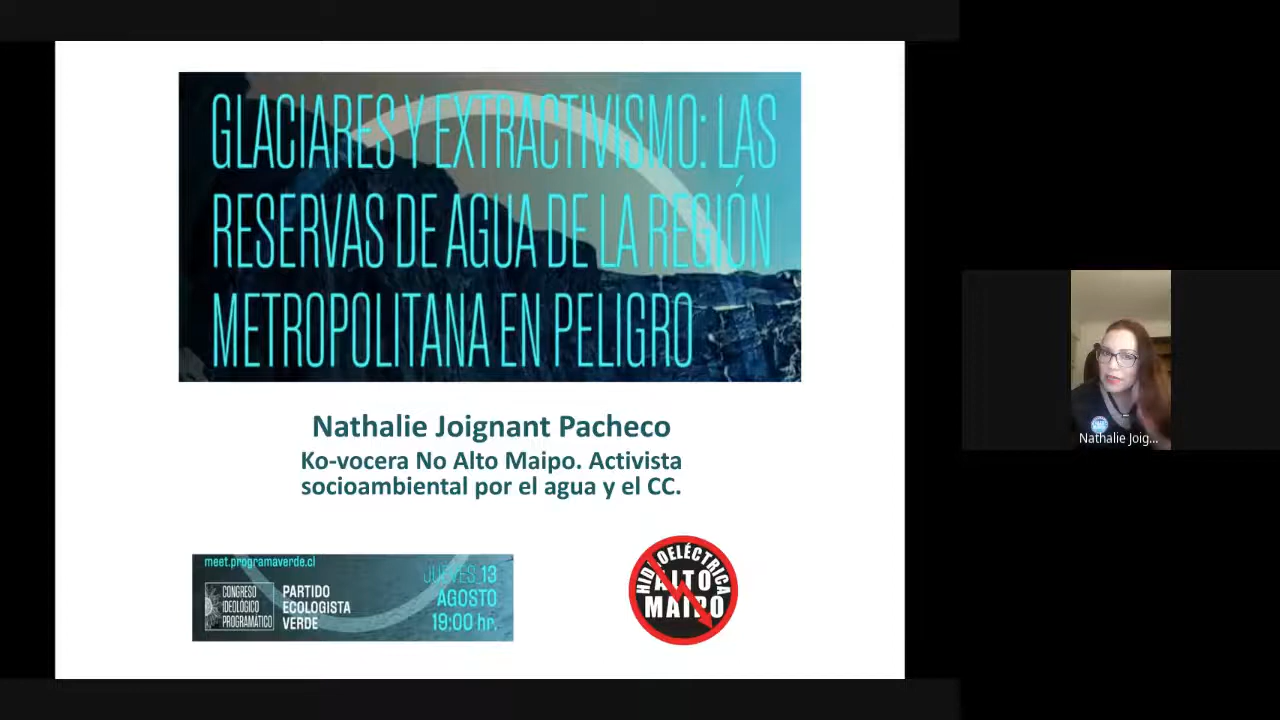 GLACIARES Y EXTRACTIVISMO: LAS
RESERVAS DE AGUA DE LA REGIÓN
METROPOLITANA EN PELIGRO
Nathalie Joignant Pacheco
Ko-vocera No Alto Maipo. Activista
socioambiental por el agua y el CC.
meet.programaverde.cl
CONGRESO
IDEOLÓGICO
PROGRAMÁTICO
PARTIDO
ECOLOGISTA
VERDE
JUEVES 13
AGOSTO
19:00 hr.
HIDROELÉCTRICA
ALTO
MAIPO
Nathalie Joig...